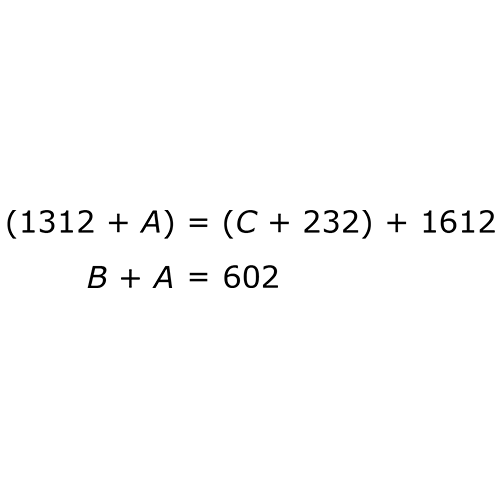 (1312 + A) = (C + 232) + 1612
B + A = 602